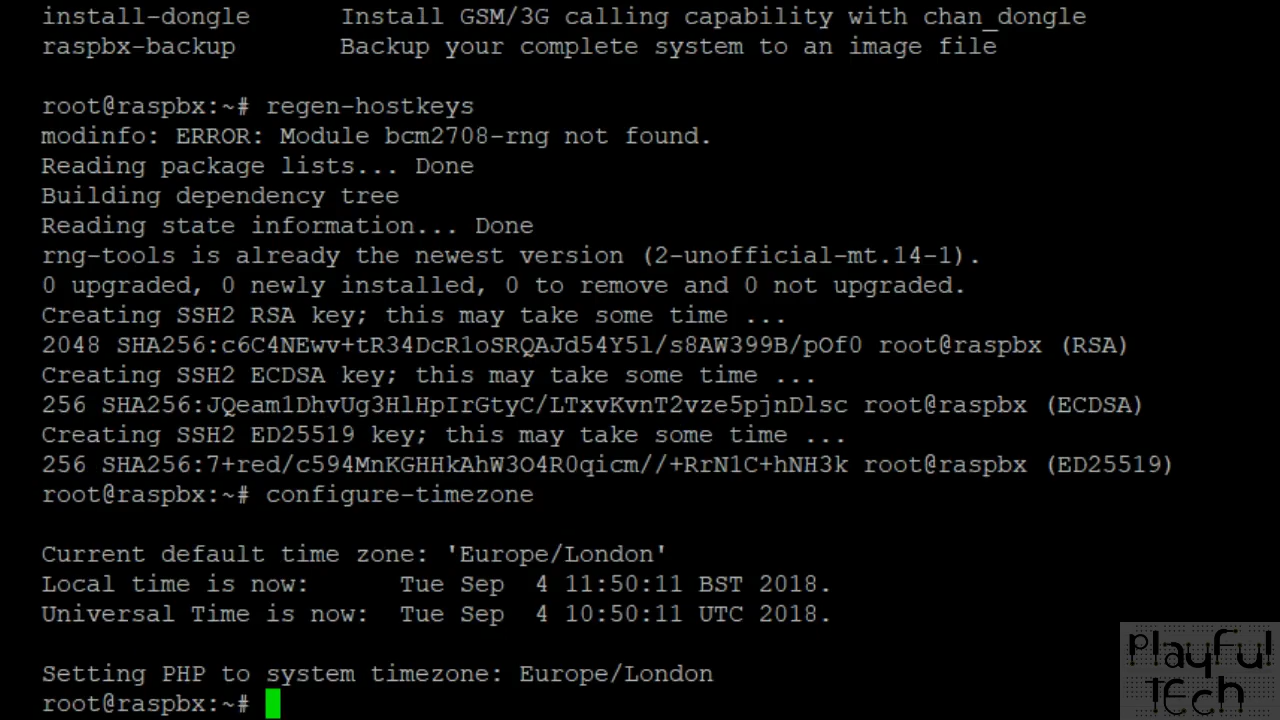 install-dongle      Install GSM/3G calling capability with chan_dongle
raspbx-backup       Backup your complete system to an image file
root@raspbx:~# regen-hostkeys
modinfo: ERROR: Module bcm2708-rng not found.
Reading package lists... Done
Building dependency tree
Reading state information... Done
rng-tools is already the newest version (2-unofficial-mt.14-1).
0 upgraded, 0 newly installed, 0 to remove and 0 not upgraded.
Creating SSH2 RSA key; this may take some time ...
2048 SHA256:c6C4NEwv+tR34DcR1oSRQAJd54Y5l/s8AW399B/pOf0 root@raspbx (RSA)
Creating SSH2 ECDSA key; this may take some time ...
256 SHA256:JQeam1DhvUg3HlHpIrGtyC/LTxvKvnT2vze5pjnDlsc root@raspbx (ECDSA)
Creating SSH2 ED25519 key; this may take some time ...
256 SHA256:7+red/c594MnKGHHkAhW3O4R0qicm//+RrN1C+hNH3k root@raspbx (ED25519)
root@raspbx:~# configure-timezone
Current default time zone: 'Europe/London'
Local time is now:      Tue Sep  4 11:50:11 BST 2018.
Universal Time is now:  Tue Sep  4 10:50:11 UTC 2018.
Setting PHP to system timezone: Europe/London
root@raspbx:~#
Playful
tech